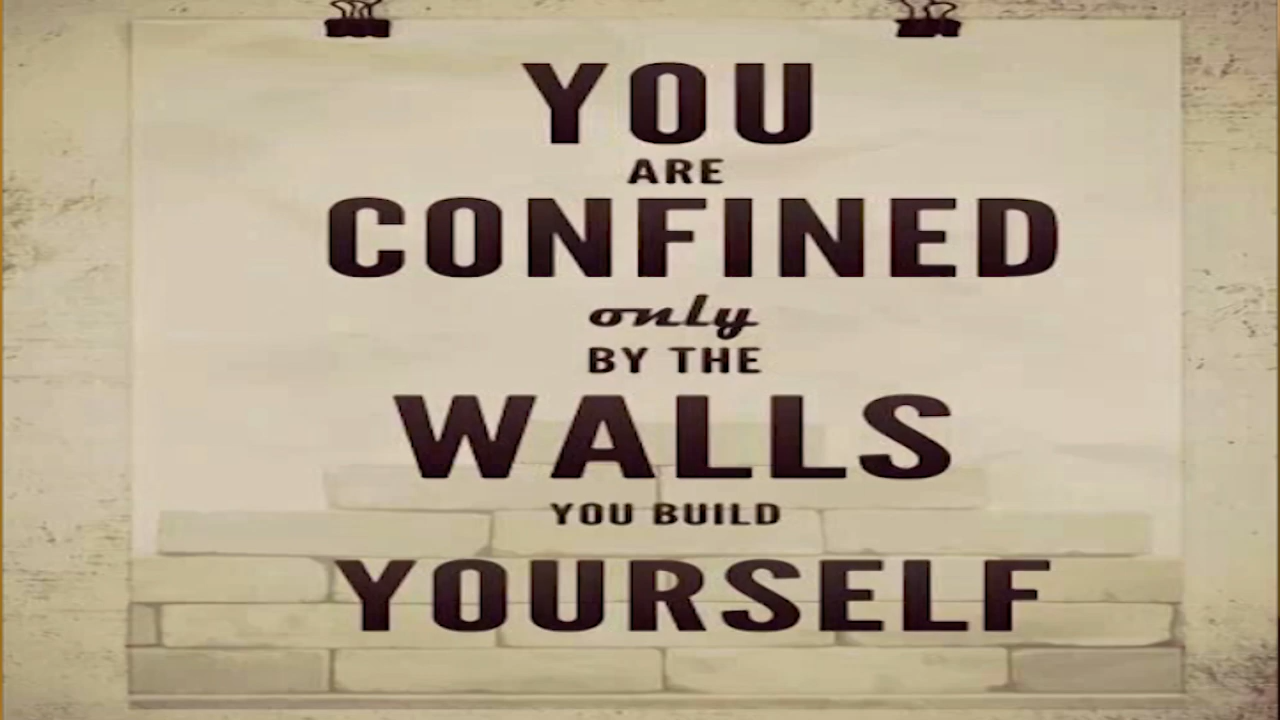 YOU
ARE
CONFINED
only
BY THE
WALLS
YOU BUILD
YOURSELF